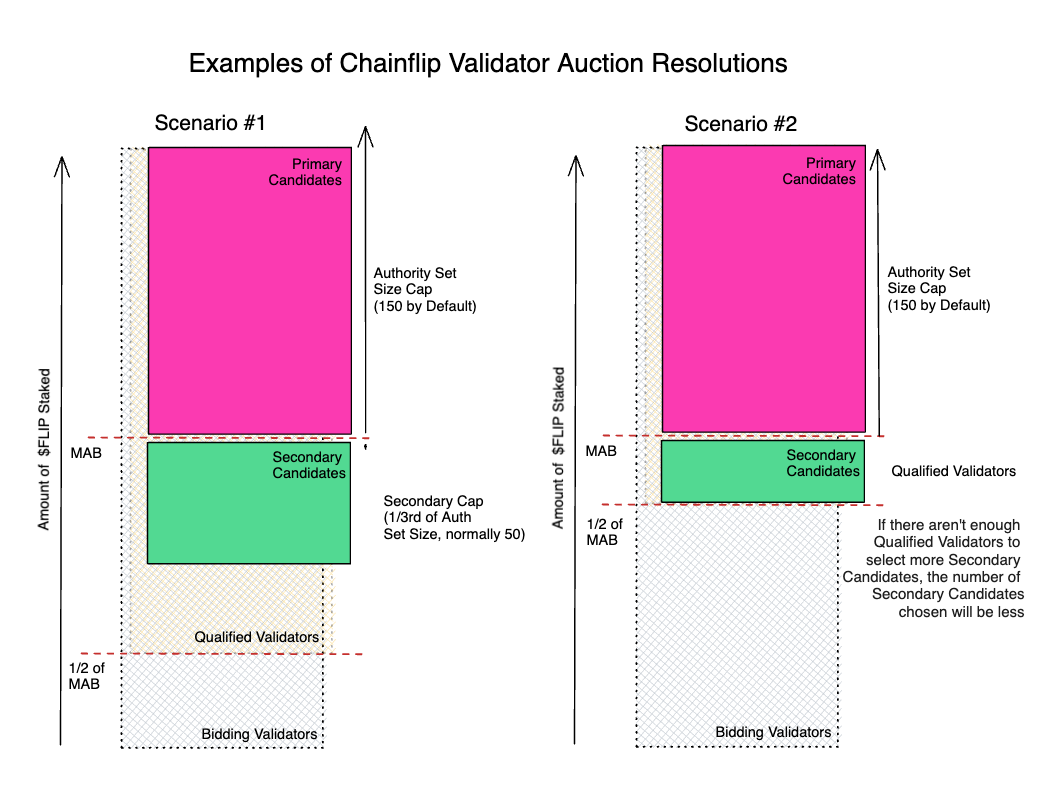 Examples of Chainflip Validator Auction Resolutions
Scenario #1
Primary
Candidates
Authority Set
Size Cap
(150 by Default)
Amount of $FLIP Staked
MAB
Secondary
Candidates
Secondary Cap
(1/3rd of Auth
Set Size, normally 50)
Qualified Validators
1/2 of
MAB
Bidding Validators
Scenario #2
Primary
Candidates
Authority Set
Size Cap
(150 by Default)
Amount of $FLIP Staked
MAB
Secondary
Candidates
Qualified Validators
1/2 of
MAB
If there aren't enough
Qualified Validators to
select more Secondary
Candidates, the number of
Secondary Candidates
chosen will be less
Bidding Validators